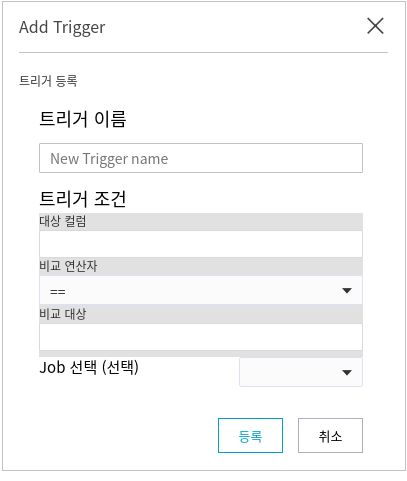 Add Trigger
트리거 등록
트리거 이름
New Trigger name
트리거 조건
대상 컬럼
비교 연산자
==
비교 대상
Job 선택 (선택)
등록 취소